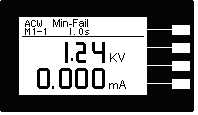 ACW Min-Fail
M1-1 1.0s
1.24 KV
0.000 mA